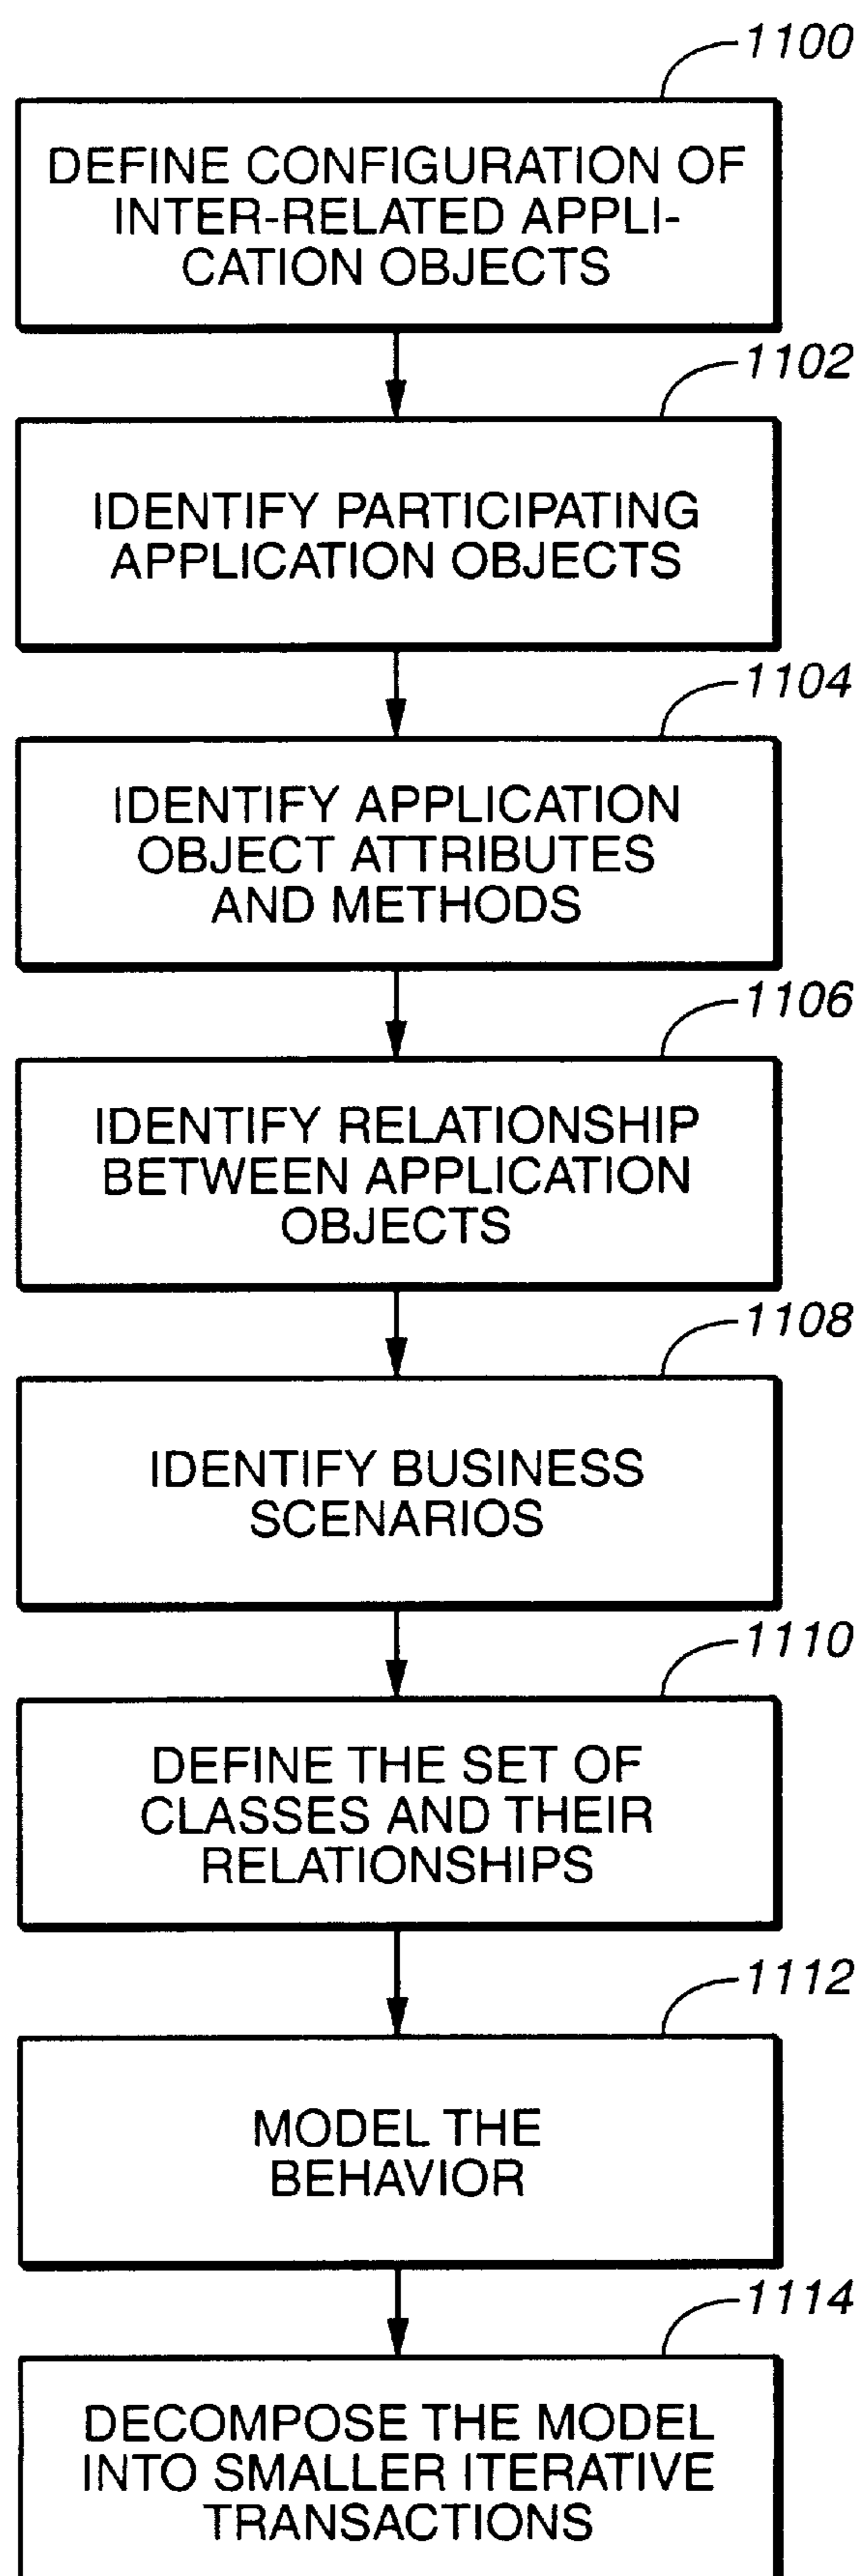 1100
DEFINE CONFIGURATION OF
INTER-RELATED APPLI-
CATION OBJECTS
1102
IDENTIFY PARTICIPATING
APPLICATION OBJECTS
1104
IDENTIFY APPLICATION
OBJECT ATTRIBUTES
AND METHODS
1106
IDENTIFY RELATIONSHIP
BETWEEN APPLICATION
OBJECTS
1108
IDENTIFY BUSINESS
SCENARIOS
1110
DEFINE THE SET OF
CLASSES AND THEIR
RELATIONSHIPS
1112
MODEL THE
BEHAVIOR
1114
DECOMPOSE THE MODEL
INTO SMALLER ITERATIVE
TRANSACTIONS